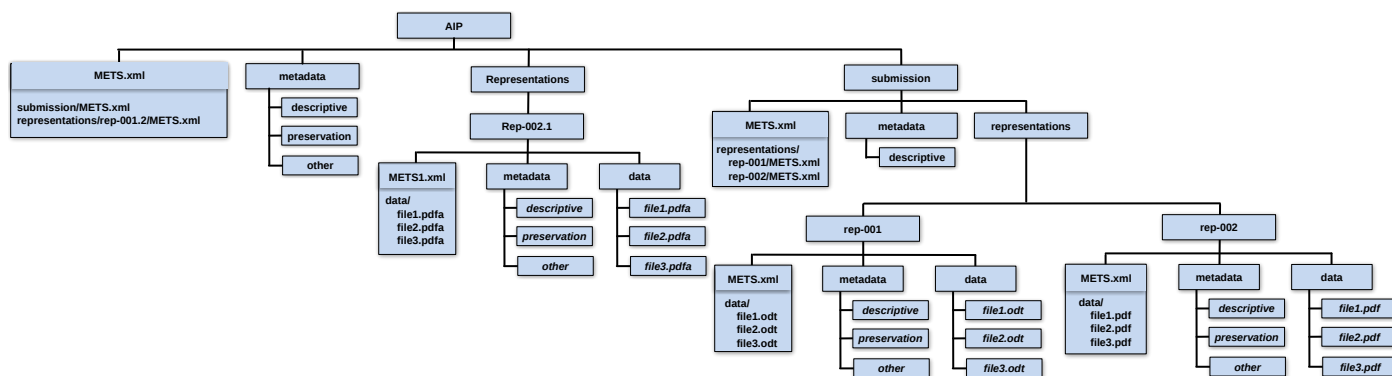 AIP
METS.xml
submission/METS.xml
representations/rep-001.2/METS.xml
metadata
descriptive
preservation
other
Representations
Rep-002.1
METS1.xml
data/
file1.pdfa
file2.pdfa
file3.pdfa
metadata
descriptive
preservation
other
data
file1.pdfa
file2.pdfa
file3.pdfa
submission
METS.xml
representations/
rep-001/METS.xml
rep-002/METS.xml
metadata
descriptive
representations
rep-001
METS.xml
data/
file1.odt
file2.odt
file3.odt
metadata
descriptive
preservation
other
data
file1.odt
file2.odt
file3.odt
rep-002
METS.xml
data/
file1.pdf
file2.pdf
file3.pdf
metadata
descriptive
preservation
other
data
file1.pdf
file2.pdf
file3.pdf